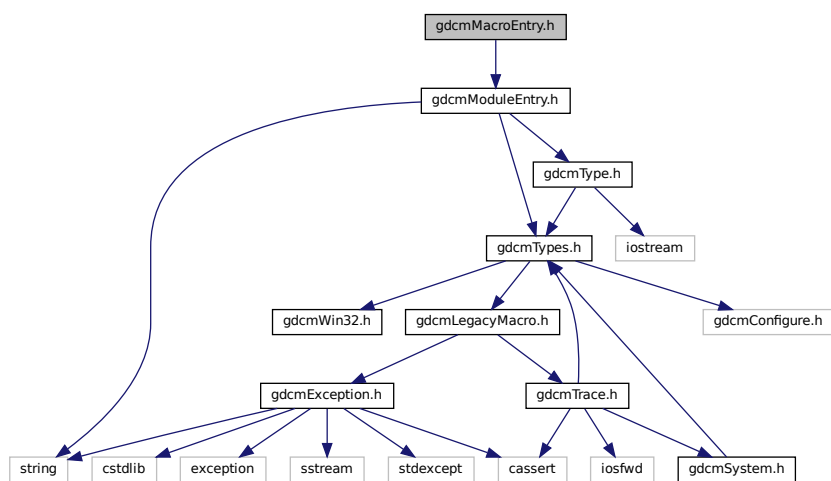 gdcmMacroEntry.h
gdcmModuleEntry.h
gdcmType.h
gdcmTypes.h
iostream
gdcmWin32.h
gdcmLegacyMacro.h
gdcmConfigure.h
gdcmException.h
gdcmTrace.h
string
cstdlib
exception
sstream
stdexcept
cassert
iosfwd
gdcmSystem.h